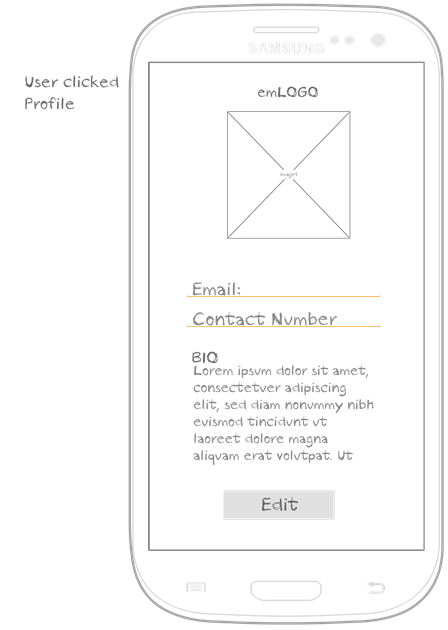 SAMSUNG
User clicked
Profile
emLOGO
Email:
Contact Number
BIO
Lorem ipsum dolor sit amet,
consectetuer adipiscing
elit, sed diam nonummy nibh
euismod tincidunt ut
laoreet dolore magna
aliquam erat volutpat. Ut
Edit